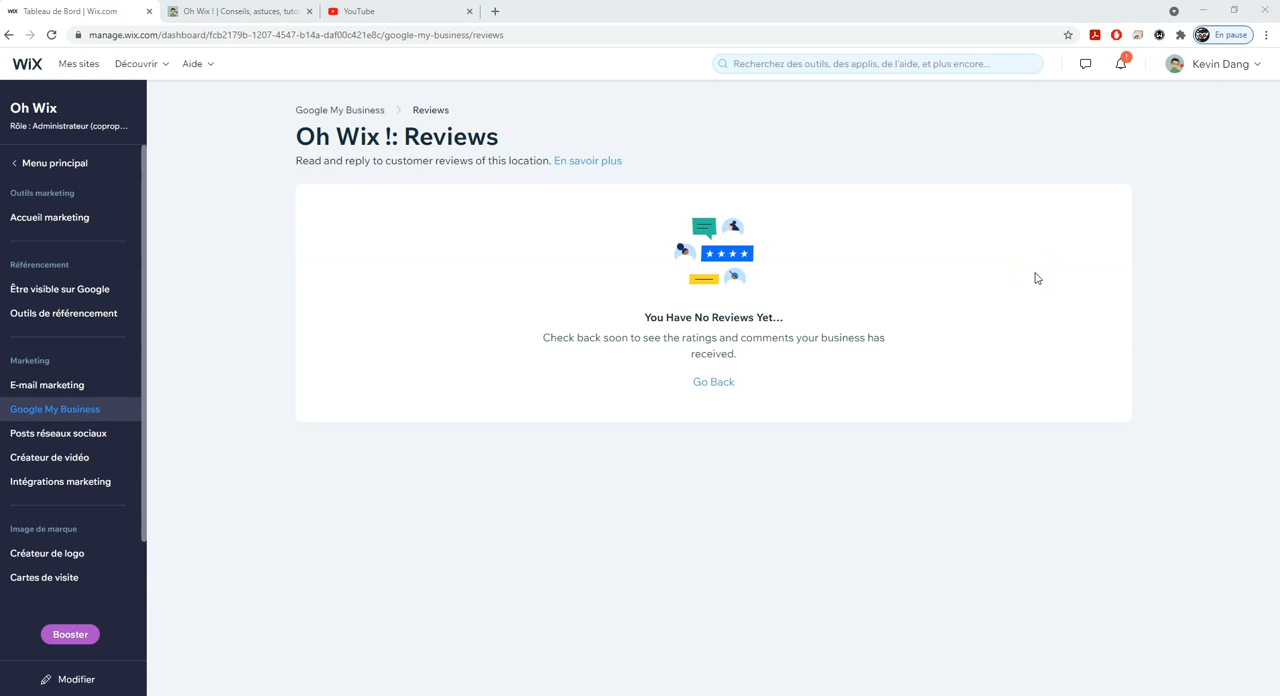 WiX Tableau de Bord | Wix.com
Oh Wix ! | Conseils, astuces, tuto
YouTube
manage.wix.com/dashboard/fcb2179b-1207-4547-b14a-daf00c421e8c/google-my-business/reviews
En pause
WiX
Mes sites
Découvrir
Aide
Recherchez des outils, des applis, de l'aide, et plus encore...
!
Kevin Dang
Oh Wix
Rôle : Administrateur (coprop...
Menu principal
Outils marketing
Accueil marketing
Référencement
Être visible sur Google
Outils de référencement
Marketing
E-mail marketing
Google My Business
Posts réseaux sociaux
Créateur de vidéo
Intégrations marketing
Image de marque
Créateur de logo
Cartes de visite
Booster
Modifier
Google My Business
Reviews
Oh Wix !: Reviews
Read and reply to customer reviews of this location. En savoir plus
You Have No Reviews Yet...
Check back soon to see the ratings and comments your business has
received.
Go Back